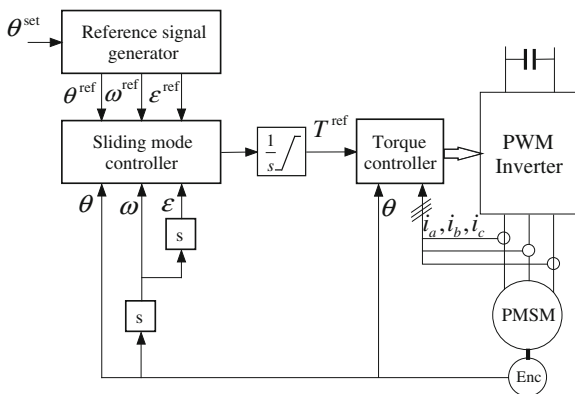 θ^set
Reference signal
generator
θ^ref ω^ref ε^ref
Sliding mode
controller
1
s
T^ref
Torque
controller
PWM
Inverter
θ ω ε
θ
i_a, i_b, i_c
s
s
PMSM
Enc